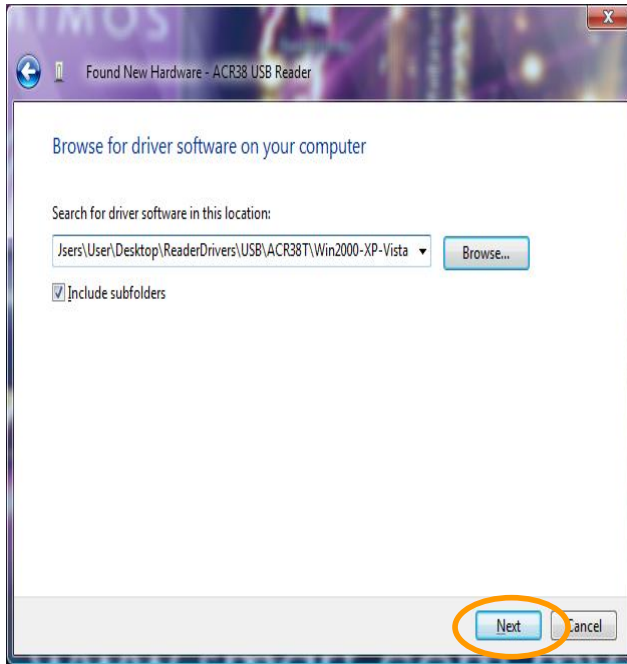 IMOS
X
Found New Hardware - ACR38 USB Reader
Browse for driver software on your computer
Search for driver software in this location:
Jsers\User\Desktop\ReaderDrivers\USB\ACR38T\Win2000-XP-Vista
Browse...
Include subfolders
Next
Cancel